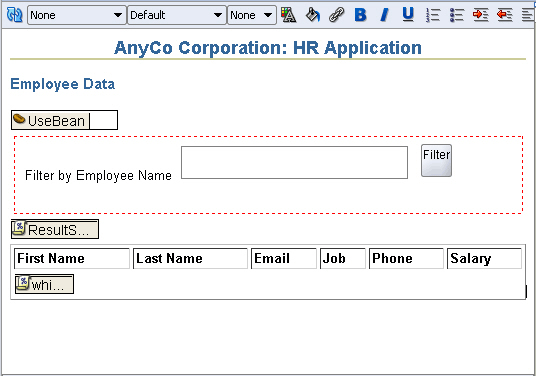 None Default None B I U
AnyCo Corporation: HR Application
Employee Data
UseBean
Filter by Employee Name Filter
ResultS...
First Name Last Name Email Job Phone Salary
whi...